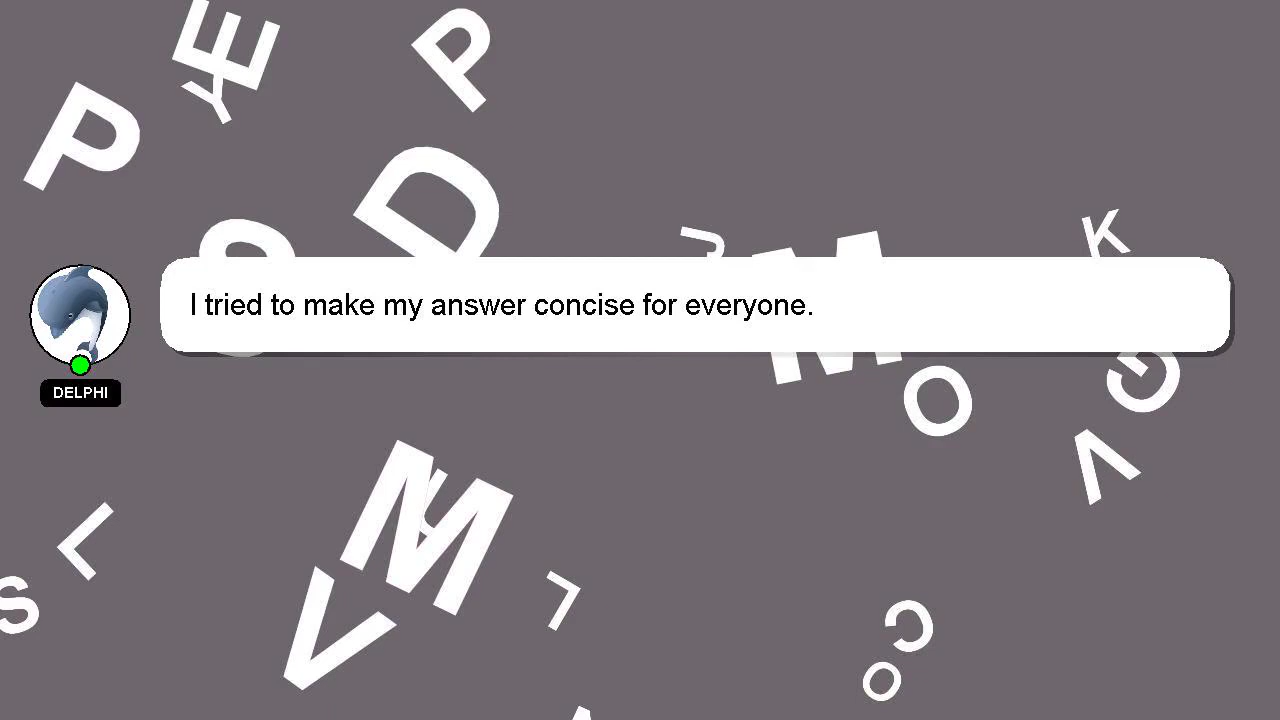 I tried to make my answer concise for everyone.
DELPHI
P
E
Y
P
D
J
M
K
O
G
V
M
L
S
V
L
C
O